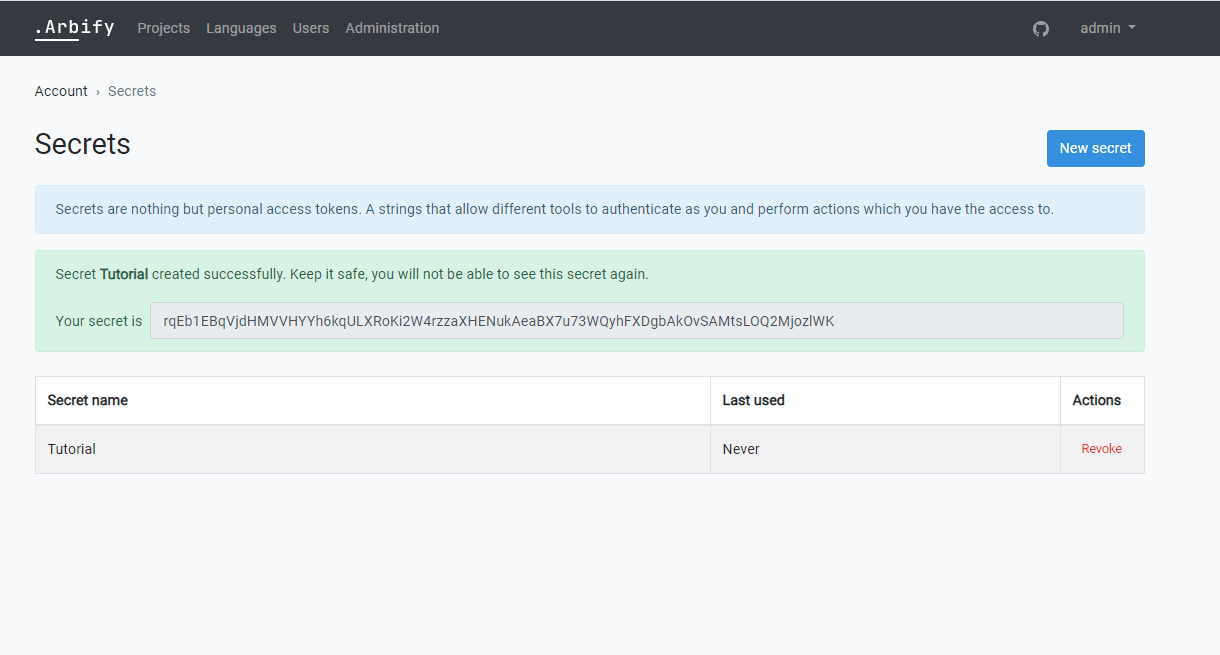 .Arbify Projects Languages Users Administration admin
Account › Secrets
Secrets
New secret
Secrets are nothing but personal access tokens. A strings that allow different tools to authenticate as you and perform actions which you have the access to.
Secret Tutorial created successfully. Keep it safe, you will not be able to see this secret again.
Your secret is rqEb1EBqVjdHMVVHYYh6kqULXRoKi2W4rzzaXHENukAeaBX7u73WQyhFXDgbAkOvSAMtsLOQ2MjozlWK
Secret name Last used Actions
Tutorial Never Revoke